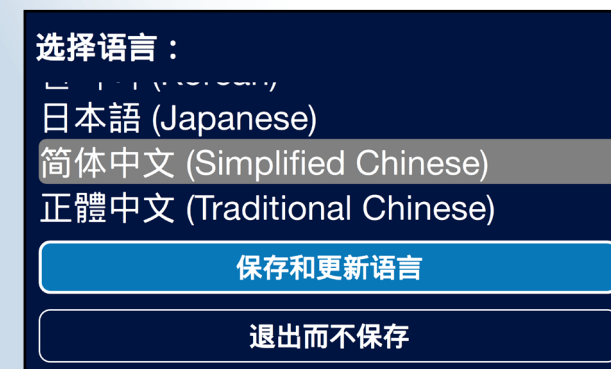 选择语言：
(Korean)
日本語 (Japanese)
简体中文 (Simplified Chinese)
正體中文 (Traditional Chinese)
保存和更新语言
退出而不保存